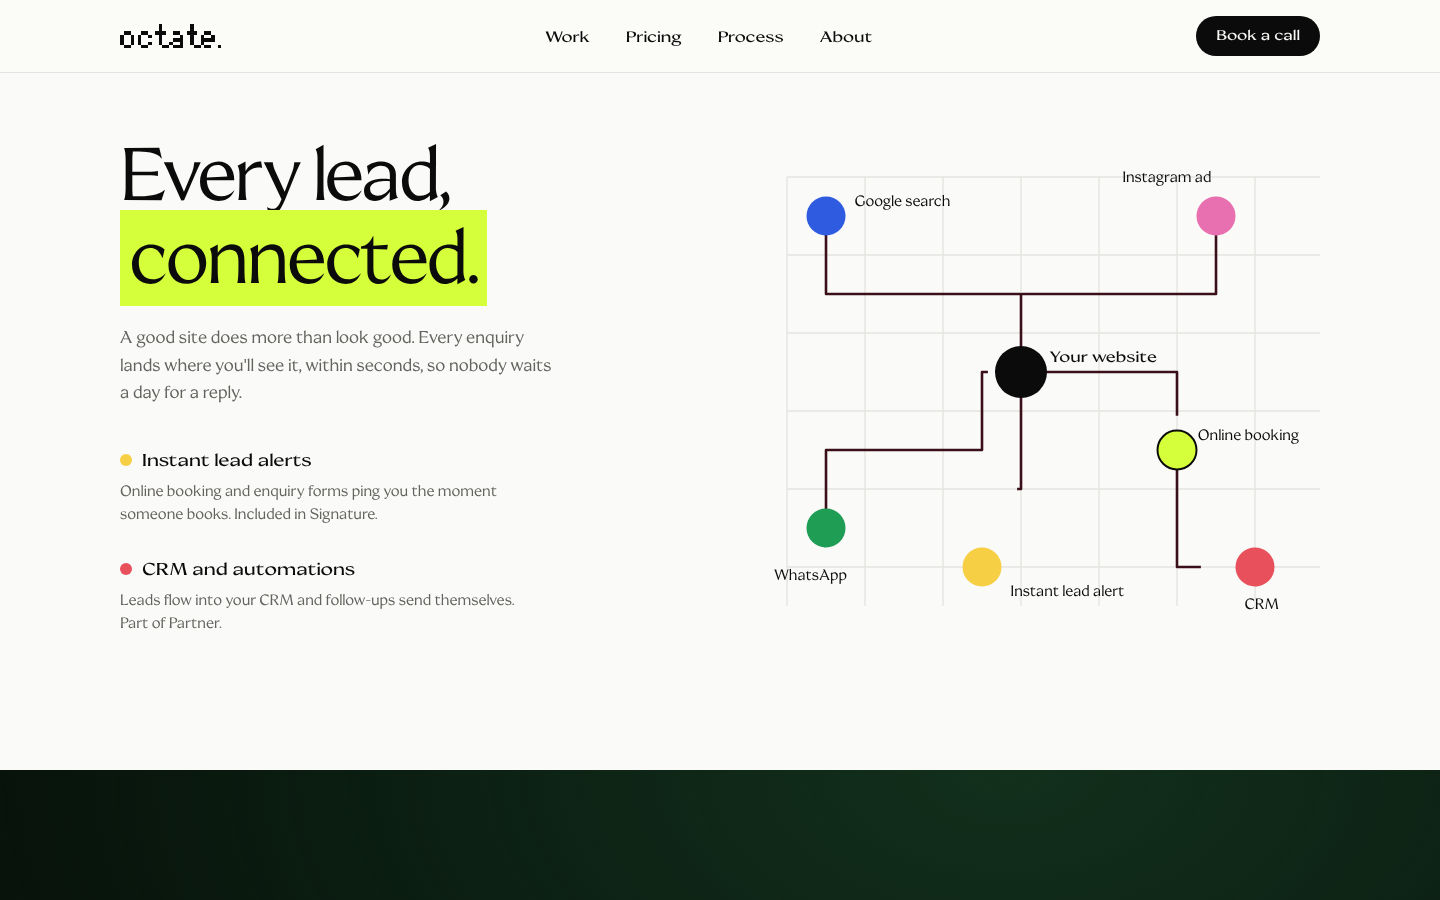 octate.
Work
Pricing
Process
About
Book a call
Every lead,
connected.
A good site does more than look good. Every enquiry
lands where you'll see it, within seconds, so nobody waits
a day for a reply.
Instant lead alerts
Online booking and enquiry forms ping you the moment
someone books. Included in Signature.
CRM and automations
Leads flow into your CRM and follow-ups send themselves.
Part of Partner.
Instagram ad
Google search
Your website
Online booking
WhatsApp
Instant lead alert
CRM